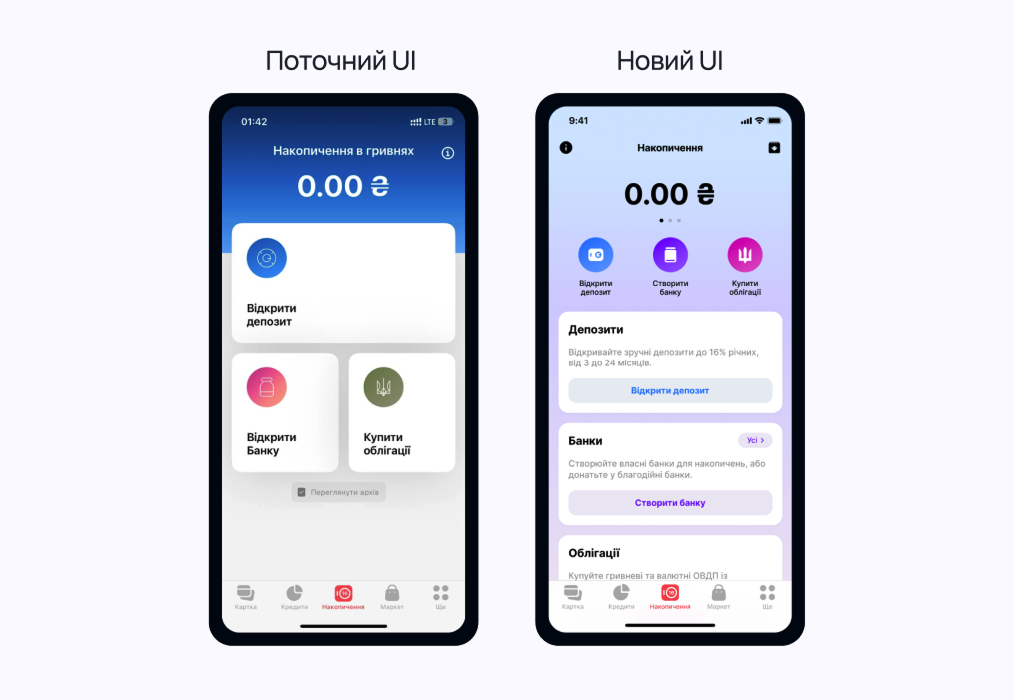 Поточний UI
01:42
LTE
3
Накопичення в гривнях
0.00 ₴
Відкрити
депозит
Відкрити
Банку
Купити
облігації
Переглянути архів
Картка
Кредити
Накопичення
Маркет
Ще
Новий UI
9:41
Накопичення
0.00 ₴
Відкрити
депозит
Створити
банку
Купити
облігації
Депозити
Відкривайте зручні депозити до 16% річних,
від 3 до 24 місяців.
Відкрити депозит
Банки
Усі >
Створюйте власні банки для накопичень, або
донатьте у благодійні банки.
Створити банку
Облігації
Купуйте гривневі та валютні ОВДП із
Картка
Кредити
Накопичення
Маркет
Ще